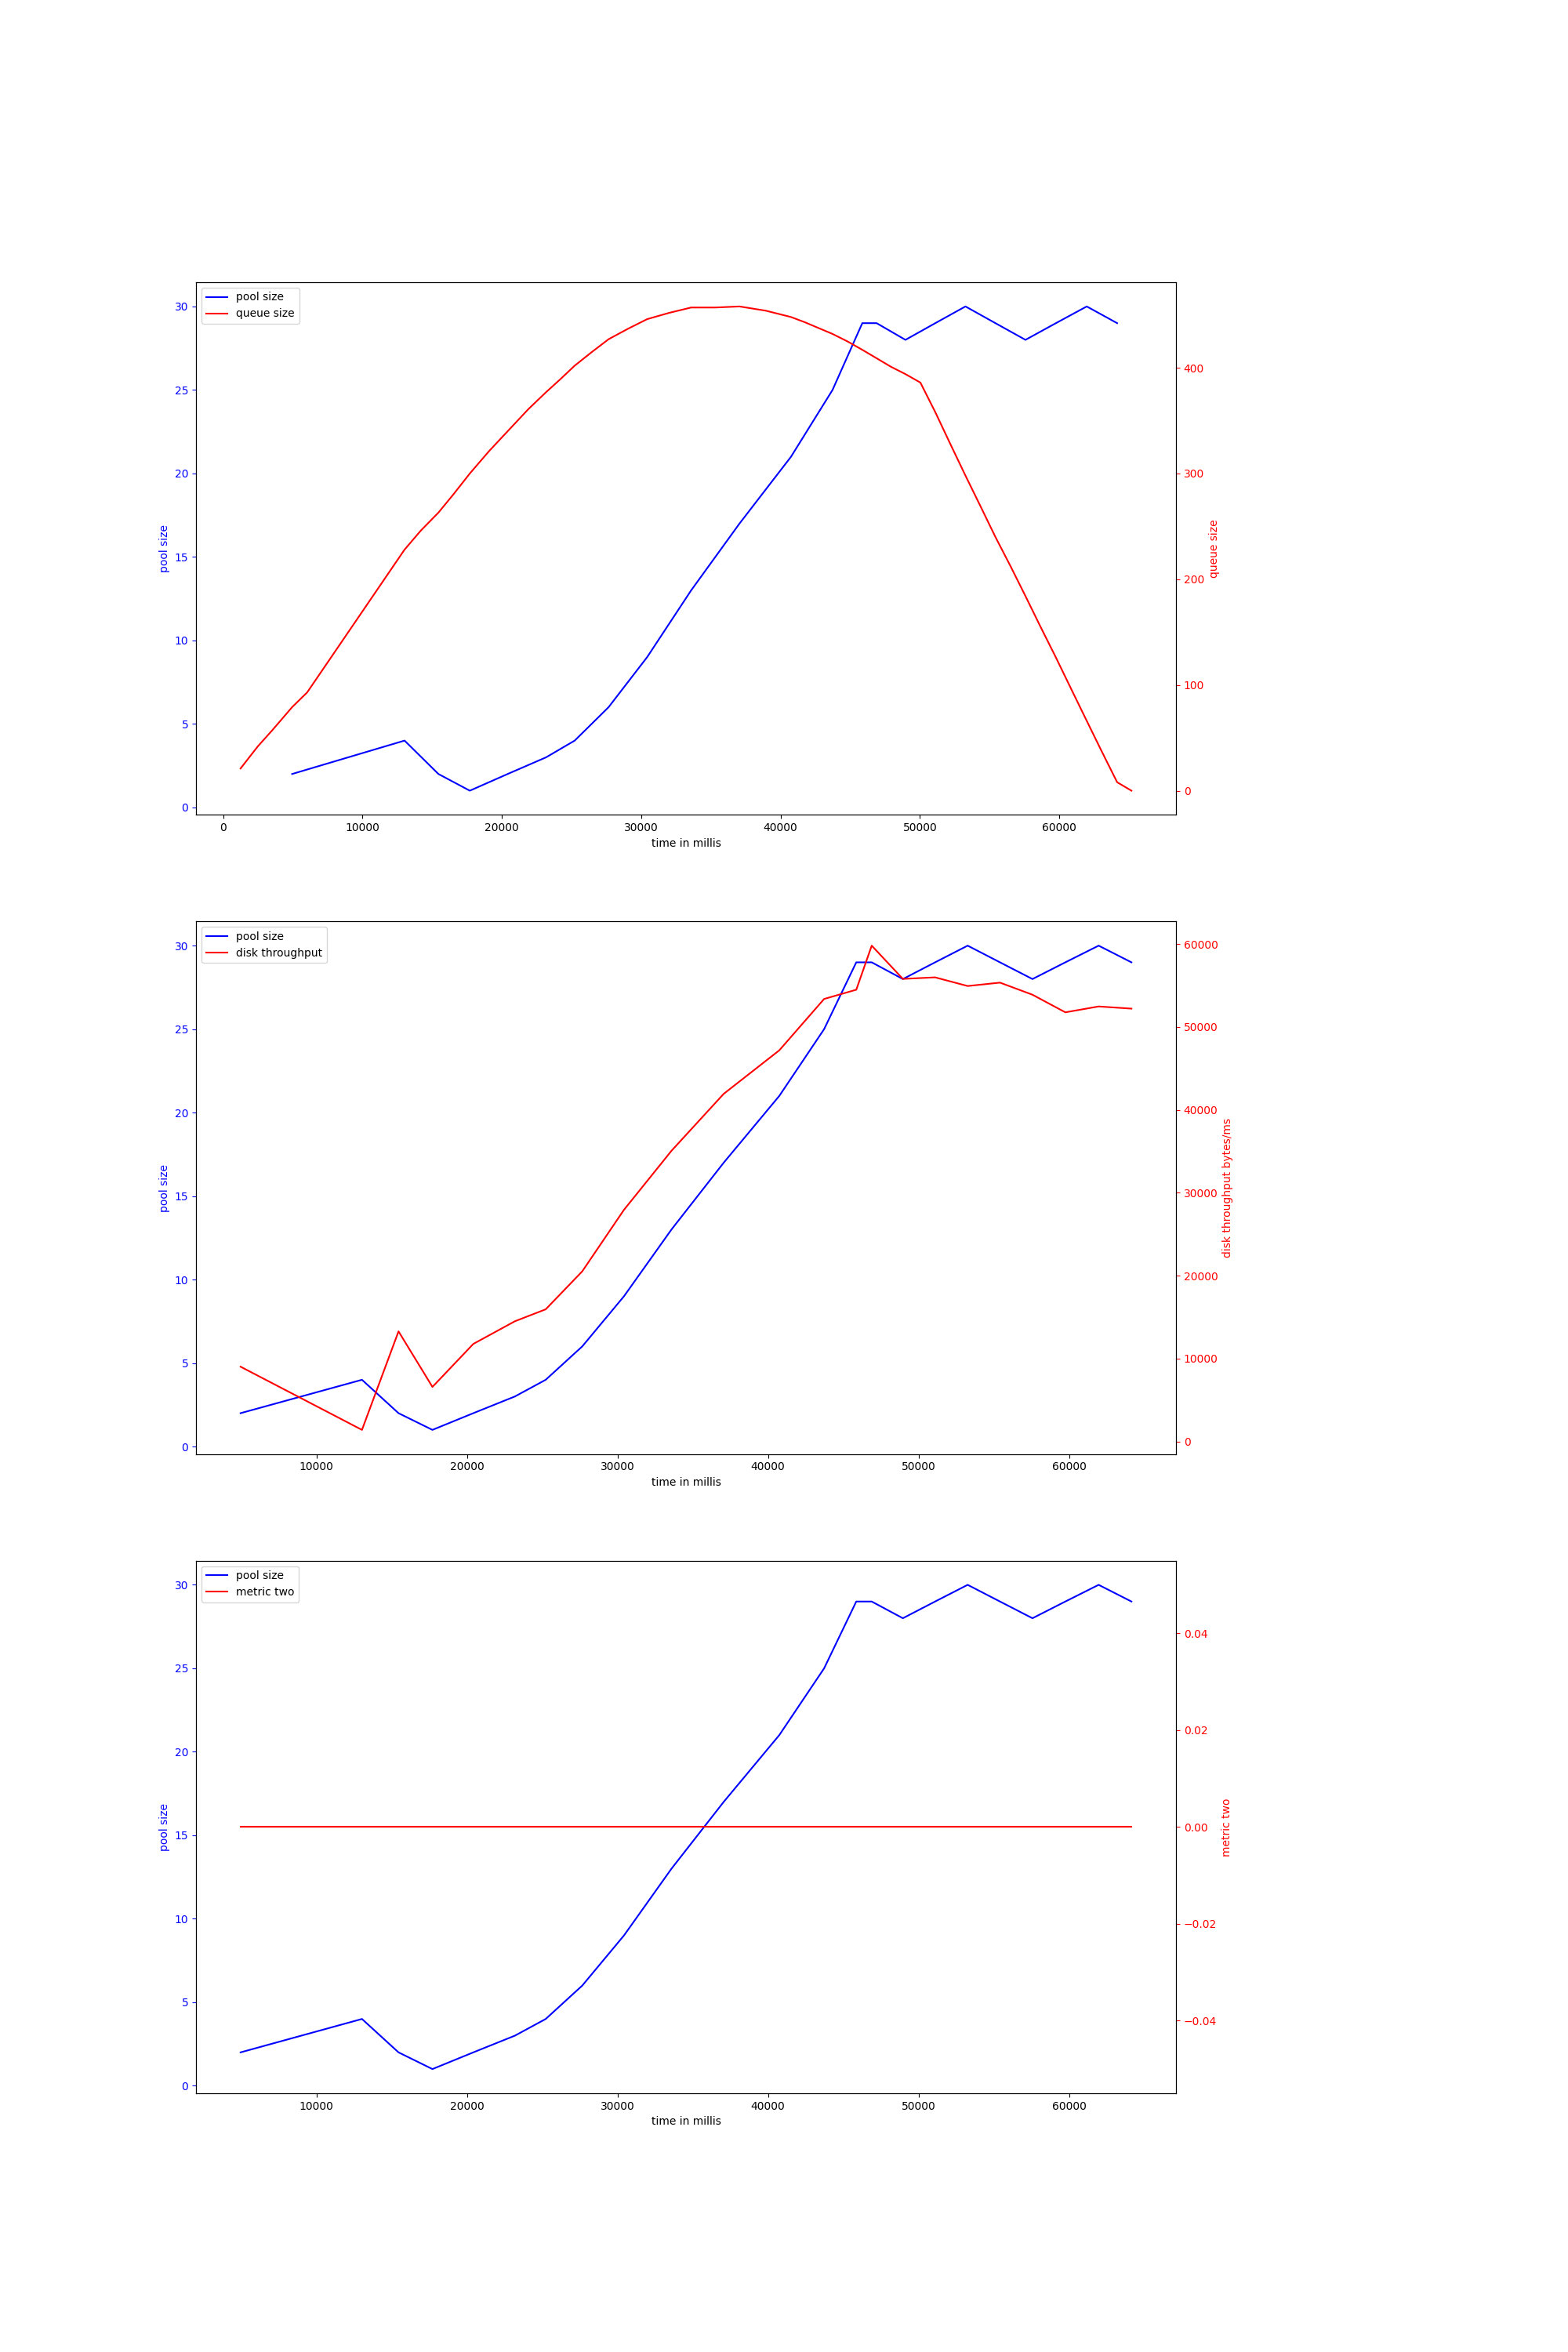 pool size
queue size
30
25
20
15
10
5
0
pool size
400
300
200
100
0
queue size
0 10000 20000 30000 40000 50000 60000
time in millis
pool size
disk throughput
30
25
20
15
10
5
0
pool size
60000
50000
40000
30000
20000
10000
0
disk throughput bytes/ms
10000 20000 30000 40000 50000 60000
time in millis
pool size
metric two
30
25
20
15
10
5
0
pool size
0.04
0.02
0.00
−0.02
−0.04
metric two
10000 20000 30000 40000 50000 60000
time in millis